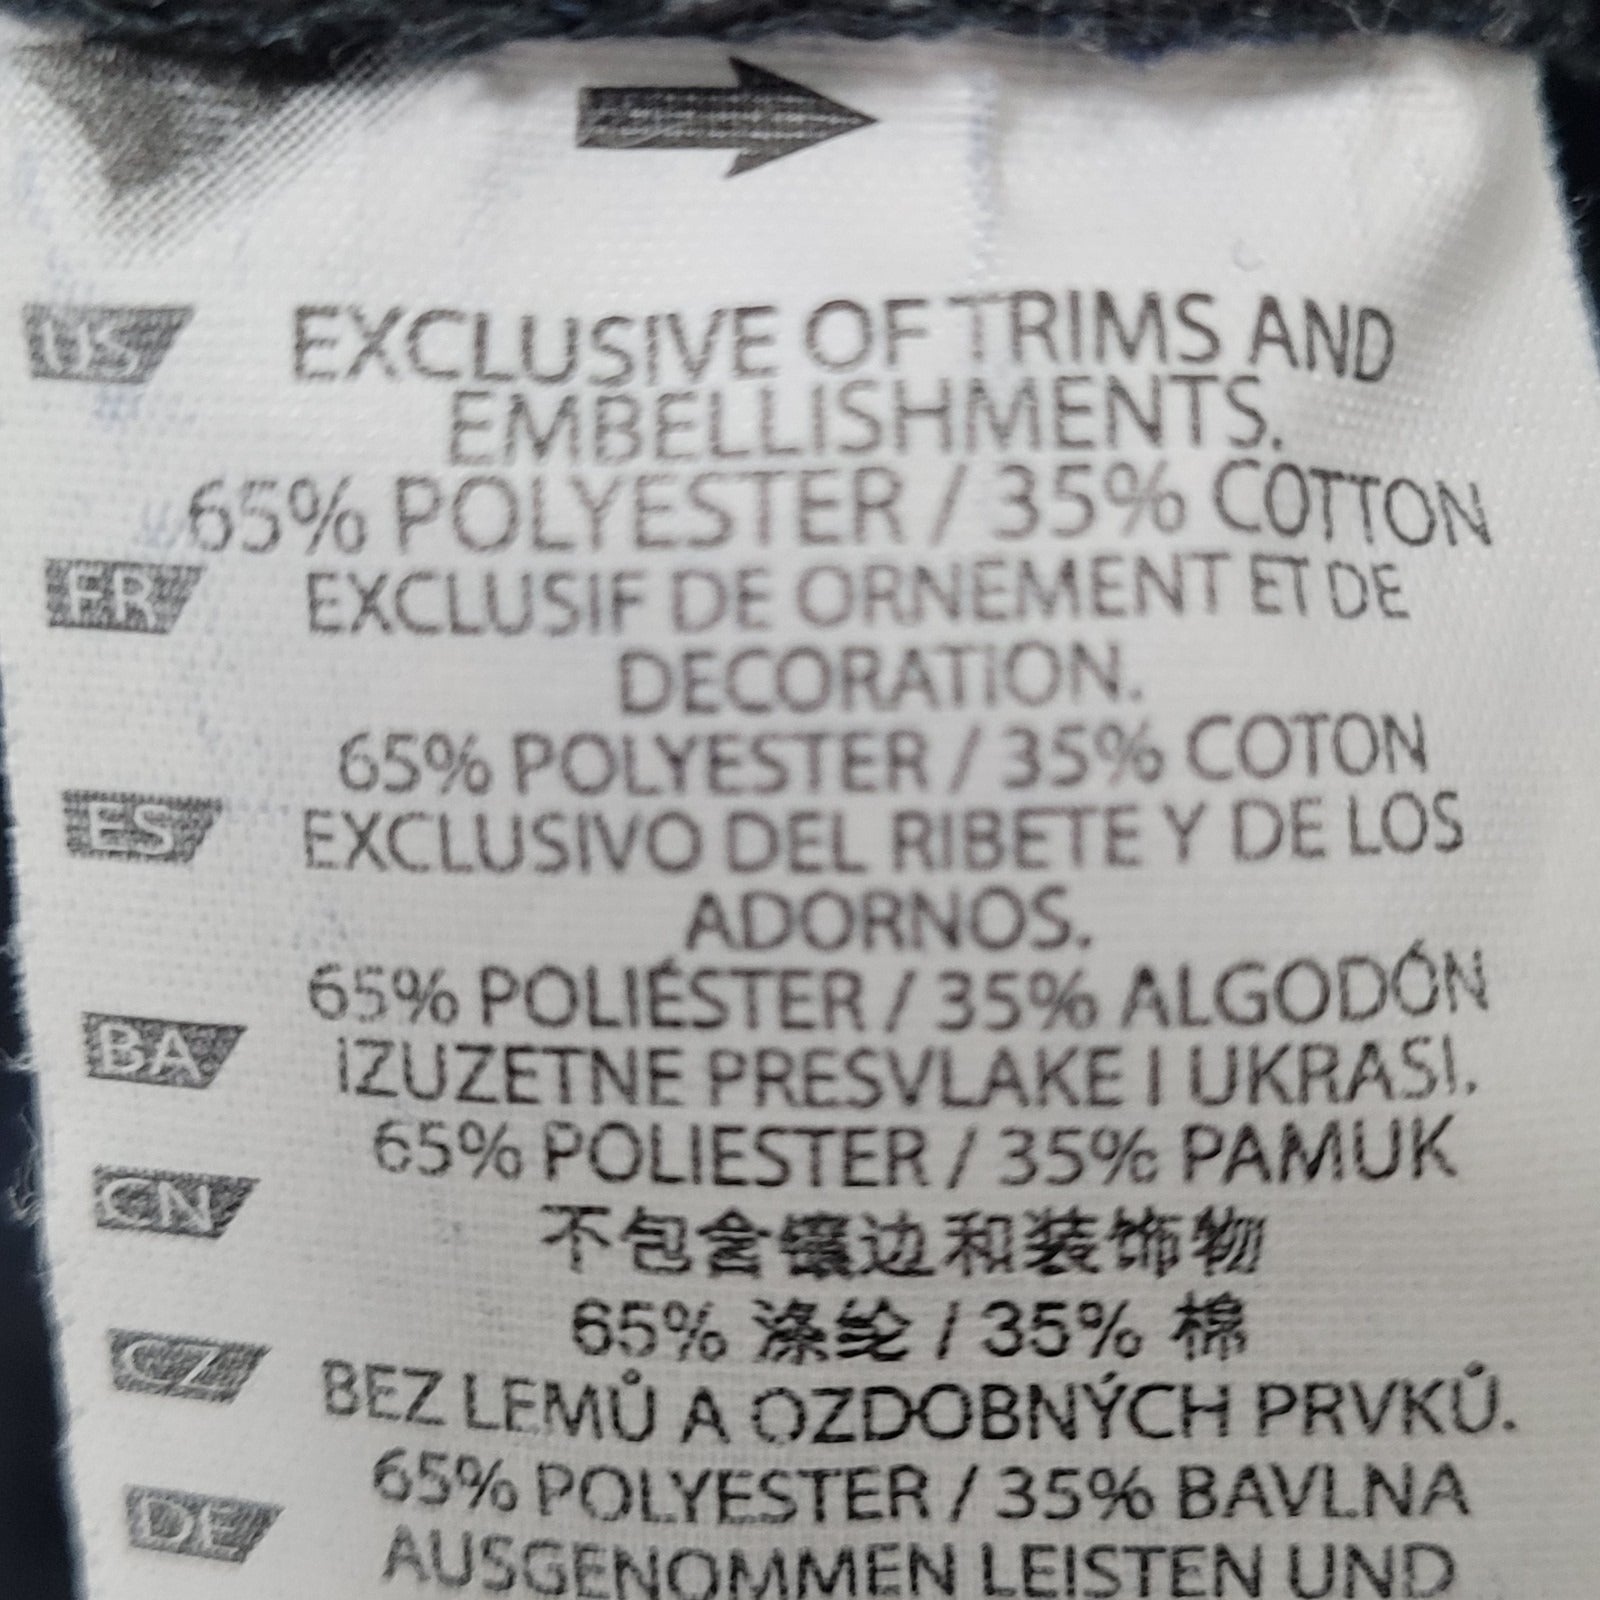 US EXCLUSIVE OF TRIMS AND
EMBELLISHMENTS.
65% POLYESTER / 35% COTTON
FR EXCLUSIF DE ORNEMENT ET DE
DECORATION.
65% POLYESTER / 35% COTON
ES EXCLUSIVO DEL RIBETE Y DE LOS
ADORNOS.
65% POLIÉSTER / 35% ALGODÓN
BA IZUZETNE PRESVLAKE I UKRASI.
65% POLIESTER / 35% PAMUK
CN 不包含镶边和装饰物
65% 涤纶 / 35% 棉
CZ BEZ LEMŮ A OZDOBNÝCH PRVKŮ.
65% POLYESTER / 35% BAVLNA
DE AUSGENOMMEN LEISTEN UND